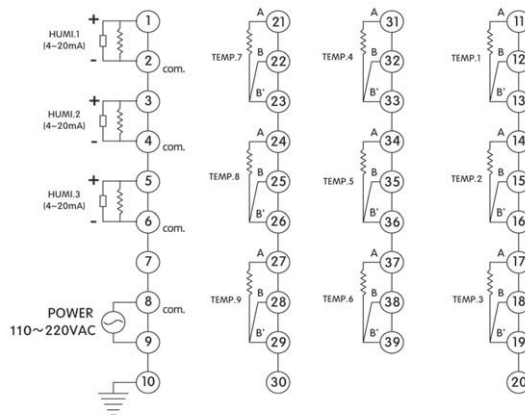 + 1
HUMI.1
(4~20mA)
- 2 com.
+ 3
HUMI.2
(4~20mA)
- 4 com.
+ 5
HUMI.3
(4~20mA)
- 6 com.
7
POWER
110~220VAC
8 com.
9
10
A 21
TEMP.7
B 22
B' 23
A 24
TEMP.8
B 25
B' 26
A 27
TEMP.9
B 28
B' 29
30
A 31
TEMP.4
B 32
B' 33
A 34
TEMP.5
B 35
B' 36
A 37
TEMP.6
B 38
B' 39
A 11
TEMP.1
B 12
B' 13
A 14
TEMP.2
B 15
B' 16
A 17
TEMP.3
B 18
B' 19
20